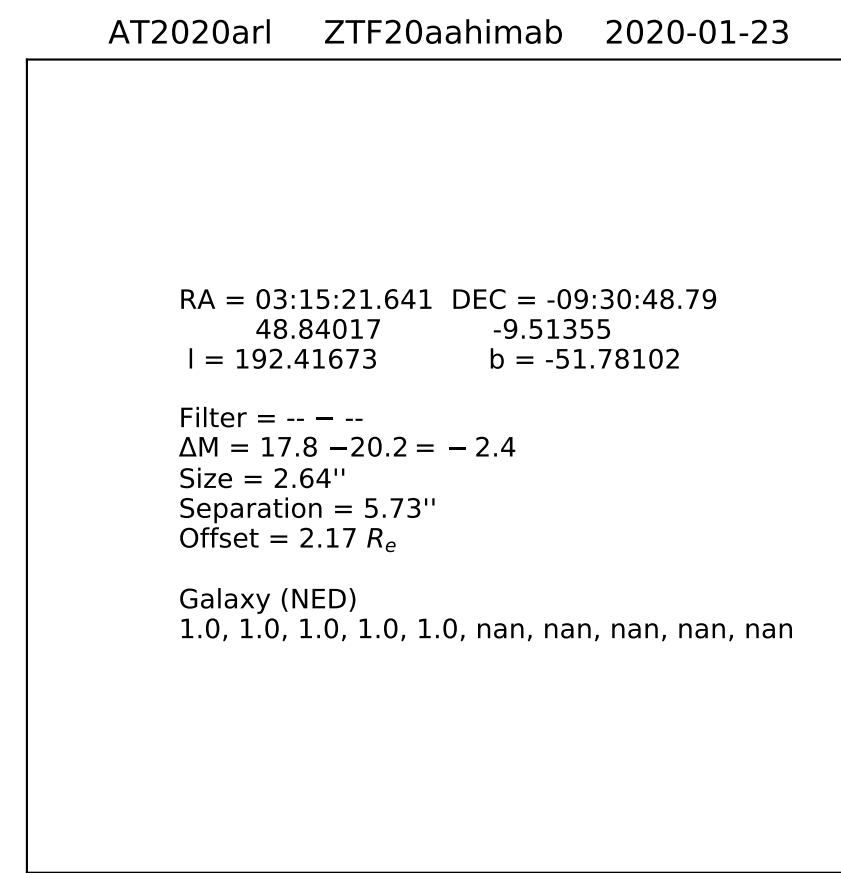 AT2020arl ZTF20aahimab 2020-01-23
RA = 03:15:21.641 DEC = -09:30:48.79
48.84017 -9.51355
l = 192.41673 b = -51.78102
Filter = -- − --
ΔM = 17.8 −20.2 = − 2.4
Size = 2.64''
Separation = 5.73''
Offset = 2.17 Re
Galaxy (NED)
1.0, 1.0, 1.0, 1.0, 1.0, nan, nan, nan, nan, nan